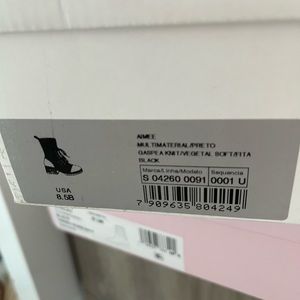 AIMEE
MULTIMATERIAL/PRETO
GASPEA KNIT/VEGETAL SOFT/FITA
BLACK
Marca/Linha/Modelo Sequencia
S 04260 0091 0001 U
USA
8.5B
7 909635 804249